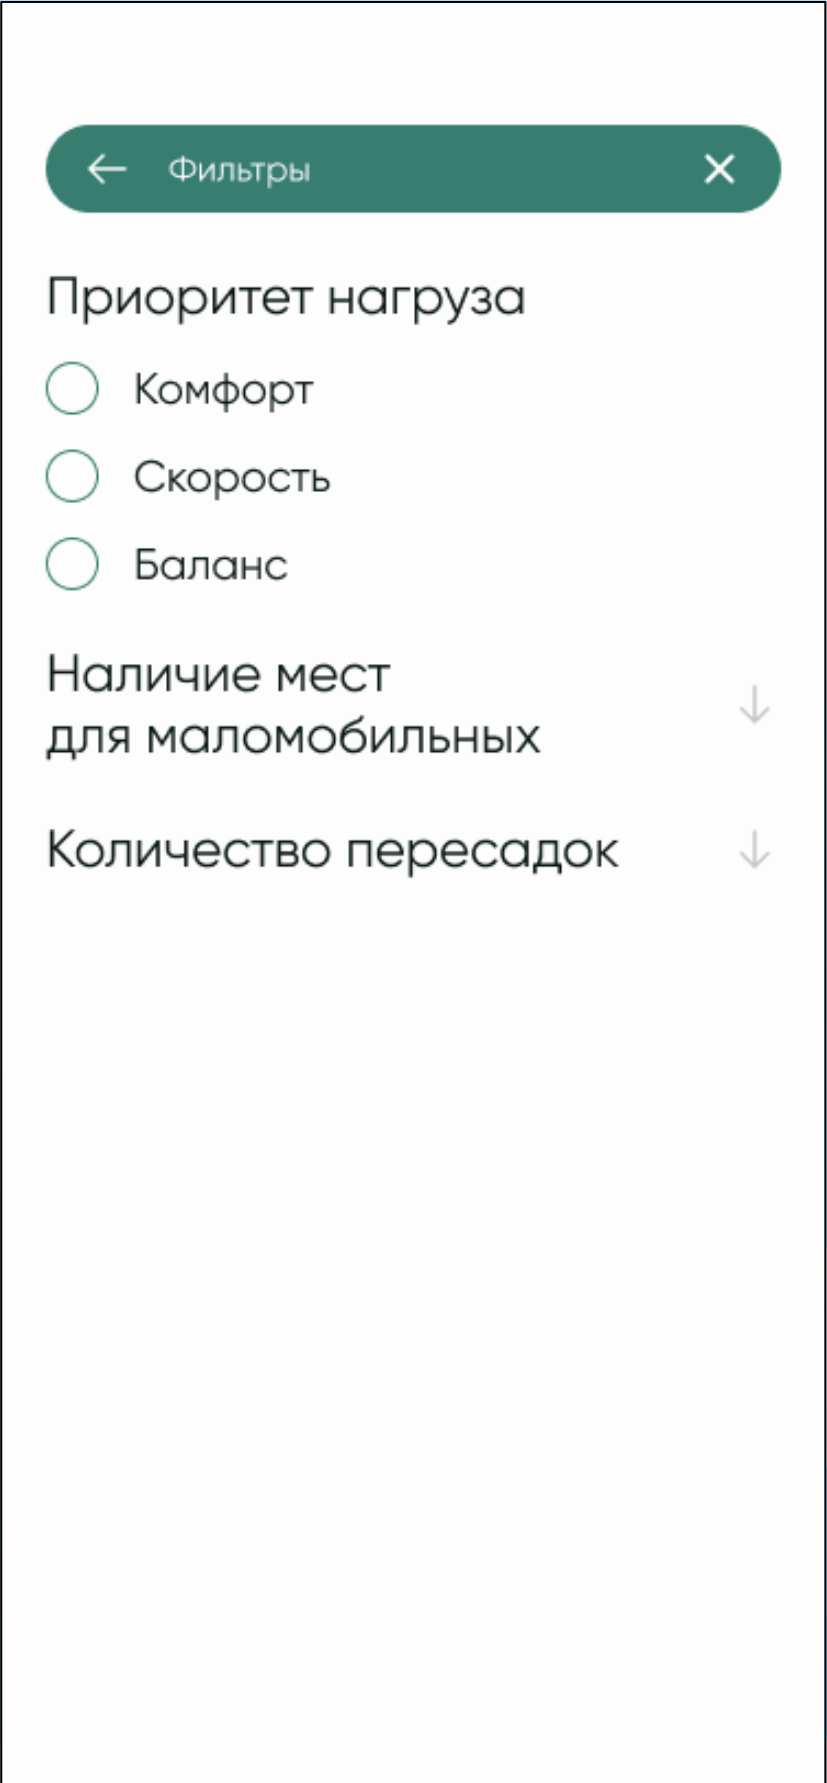 Фильтры
Приоритет нагруза
Комфорт
Скорость
Баланс
Наличие мест
для маломобильных
Количество пересадок